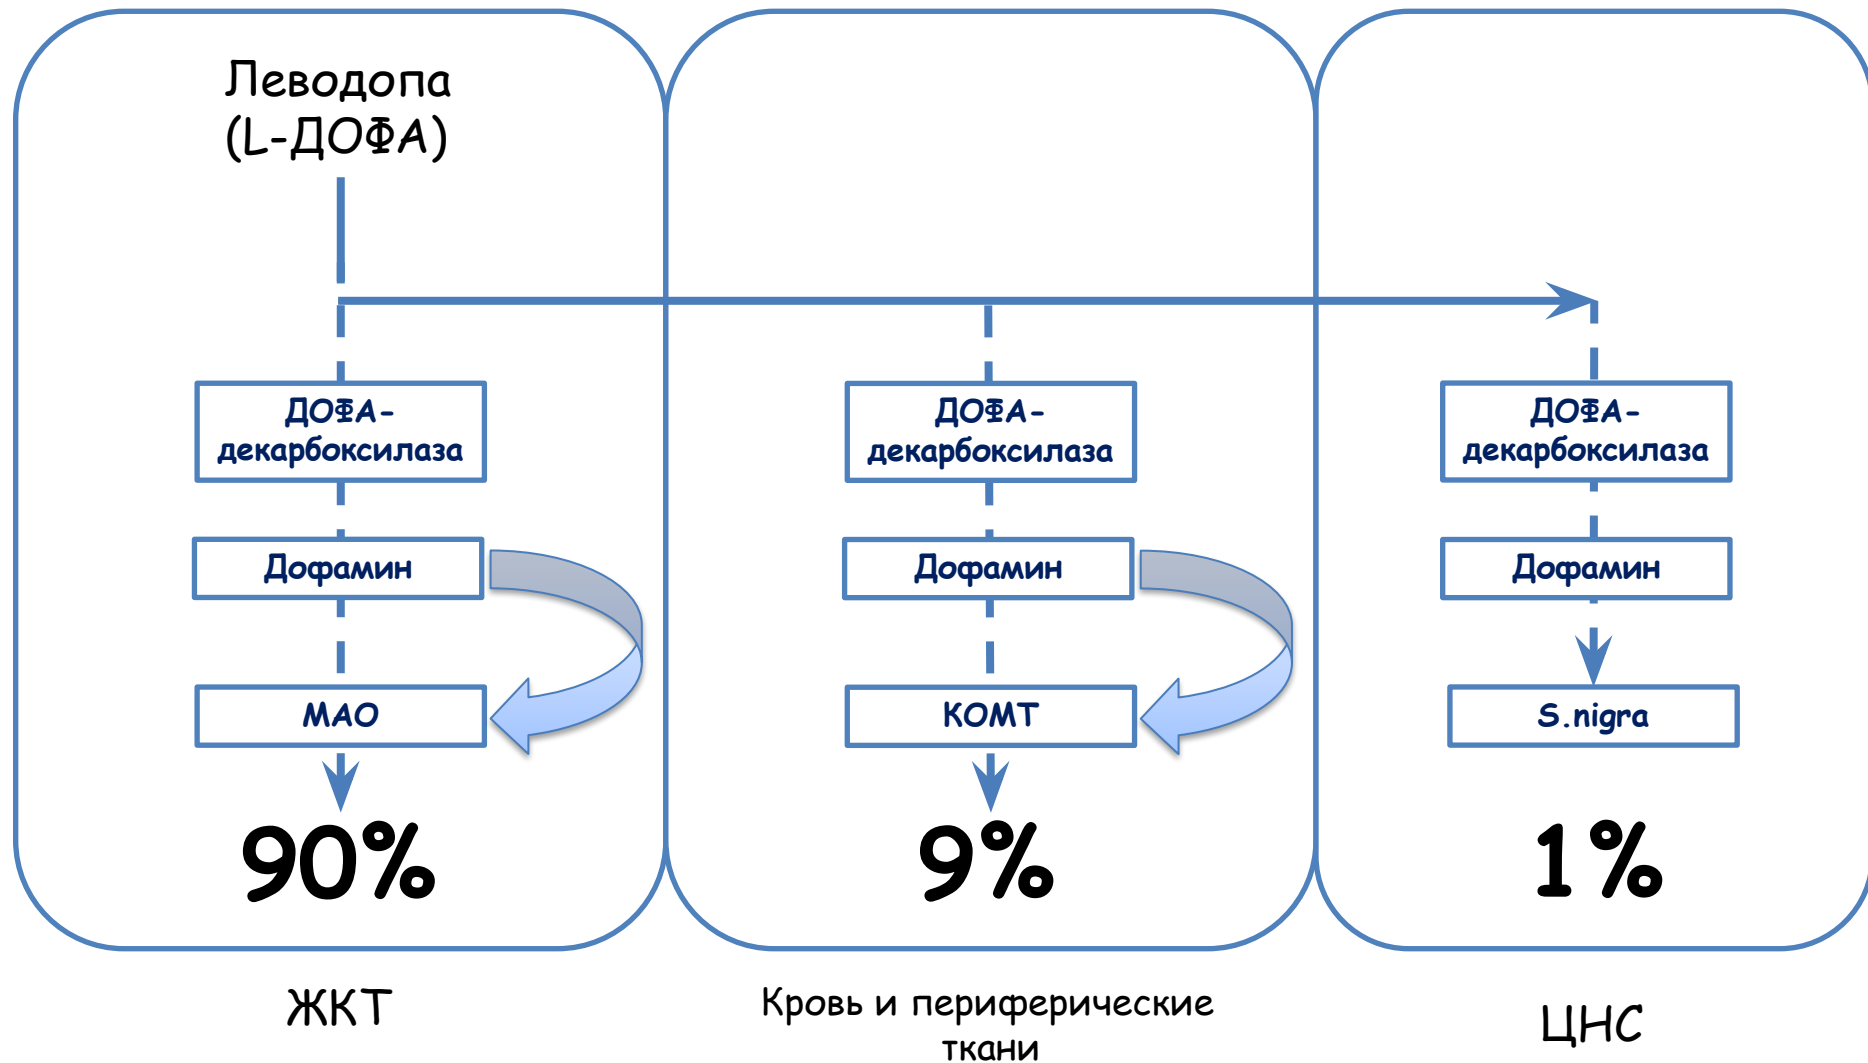 Леводопа
(L-ДОФА)
ДОФА-
декарбоксилаза
Дофамин
МАО
90%
ЖКТ
ДОФА-
декарбоксилаза
Дофамин
КОМТ
9%
Кровь и периферические
ткани
ДОФА-
декарбоксилаза
Дофамин
S.nigra
1%
ЦНС